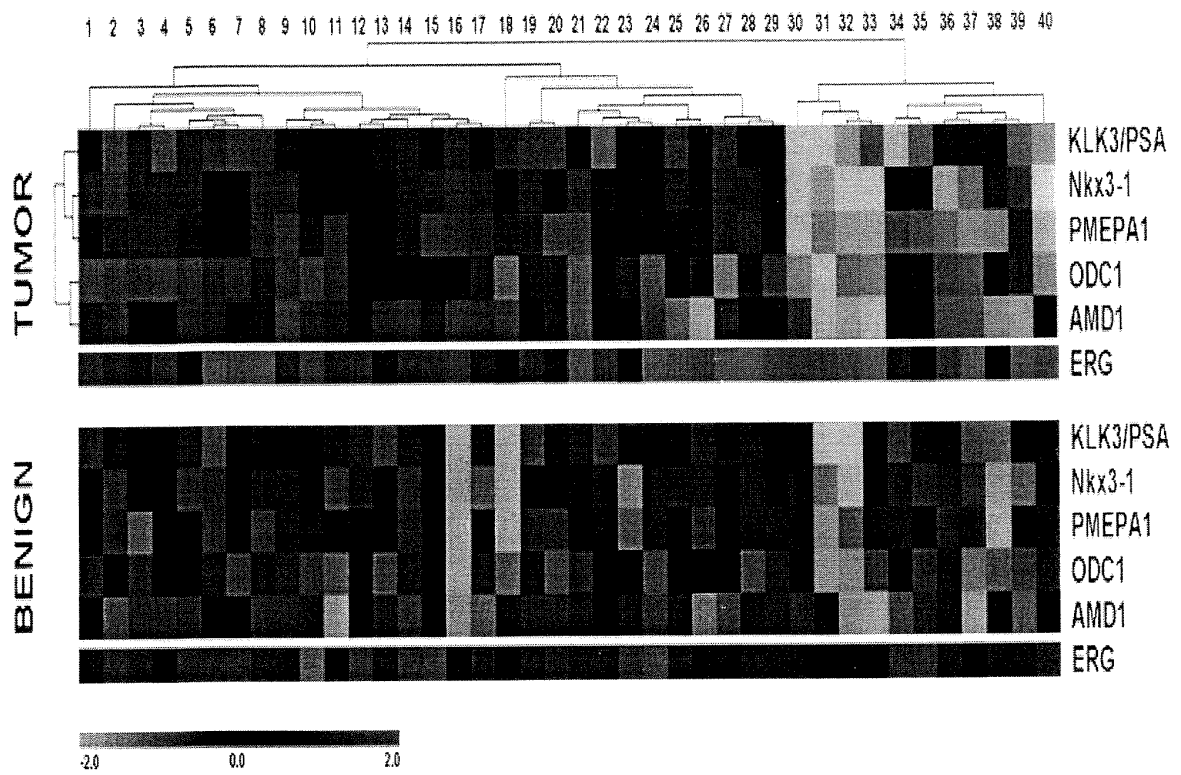 1 2 3 4 5 6 7 8 9 10 11 12 13 14 15 16 17 18 19 20 21 22 23 24 25 26 27 28 29 30 31 32 33 34 35 36 37 38 39 40
TUMOR
KLK3/PSA
Nkx3-1
PMEPA1
ODC1
AMD1
ERG
BENIGN
KLK3/PSA
Nkx3-1
PMEPA1
ODC1
AMD1
ERG
-2.0 0.0 2.0